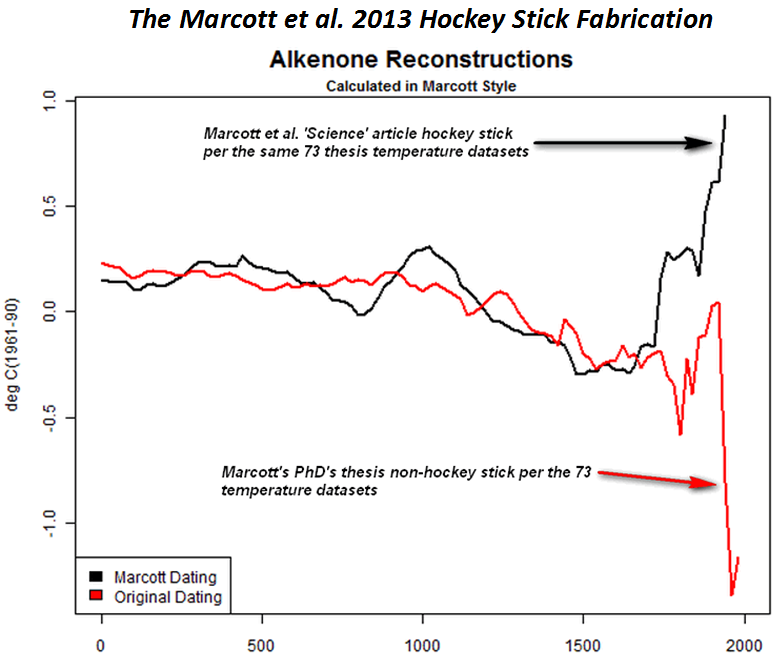 The Marcott et al. 2013 Hockey Stick Fabrication
Alkenone Reconstructions
Calculated in Marcott Style
1.0
0.5
0.0
-0.5
-1.0
deg C(1961-90)
Marcott et al. 'Science' article hockey stick
per the same 73 thesis temperature datasets
Marcott's PhD's thesis non-hockey stick per the 73
temperature datasets
Marcott Dating
Original Dating
0 500 1000 1500 2000